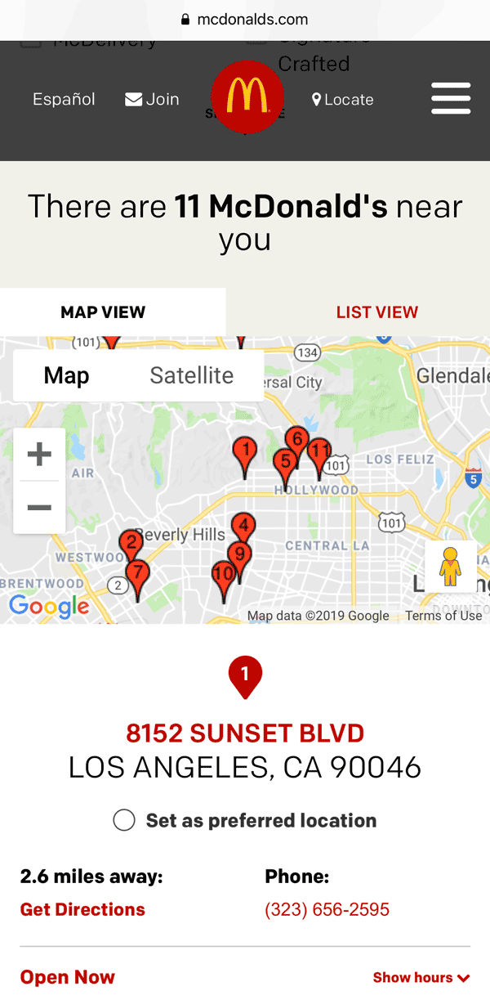 mcdonalds.com
McDelivery
Signature
Crafted
Español
Join
Locate
There are 11 McDonald's near
you
MAP VIEW
LIST VIEW
101
134
Map
Satellite
ersal City
Glendale
1
6
5
11
101
LOS FELIZ
5
AIR
HOLLYWOOD
101
4
Beverly Hills
2
CENTRAL LA
9
WESTWOO
7
10
BRENTWOOD
2
DOWNTO
Google
Map data ©2019 Google
Terms of Use
1
8152 SUNSET BLVD
LOS ANGELES, CA 90046
Set as preferred location
2.6 miles away:
Phone:
Get Directions
(323) 656-2595
Open Now
Show hours